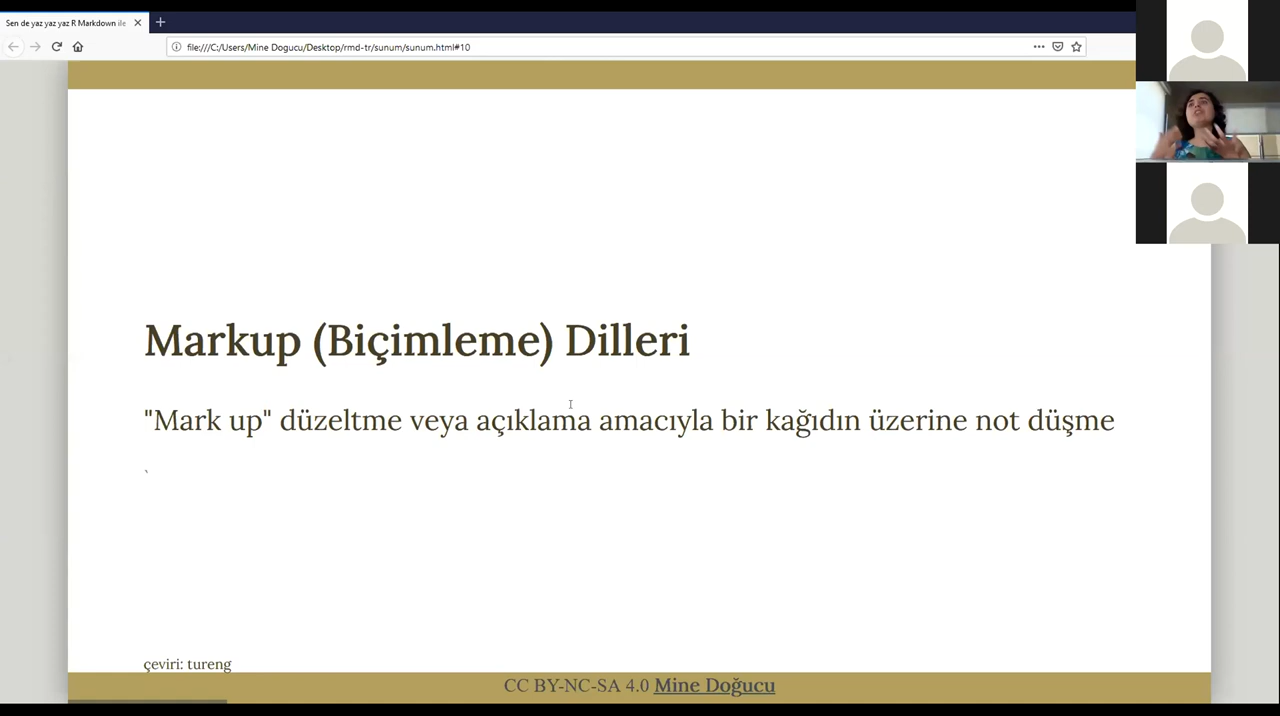 Sen de yaz yaz yaz R Markdown ile
file:///C:/Users/Mine Dogucu/Desktop/rmd-tr/sunum/sunum.html#10
Markup (Biçimleme) Dilleri
"Mark up" düzeltme veya açıklama amacıyla bir kağıdın üzerine not düşme
`
çeviri: tureng
CC BY-NC-SA 4.0 Mine Doğucu